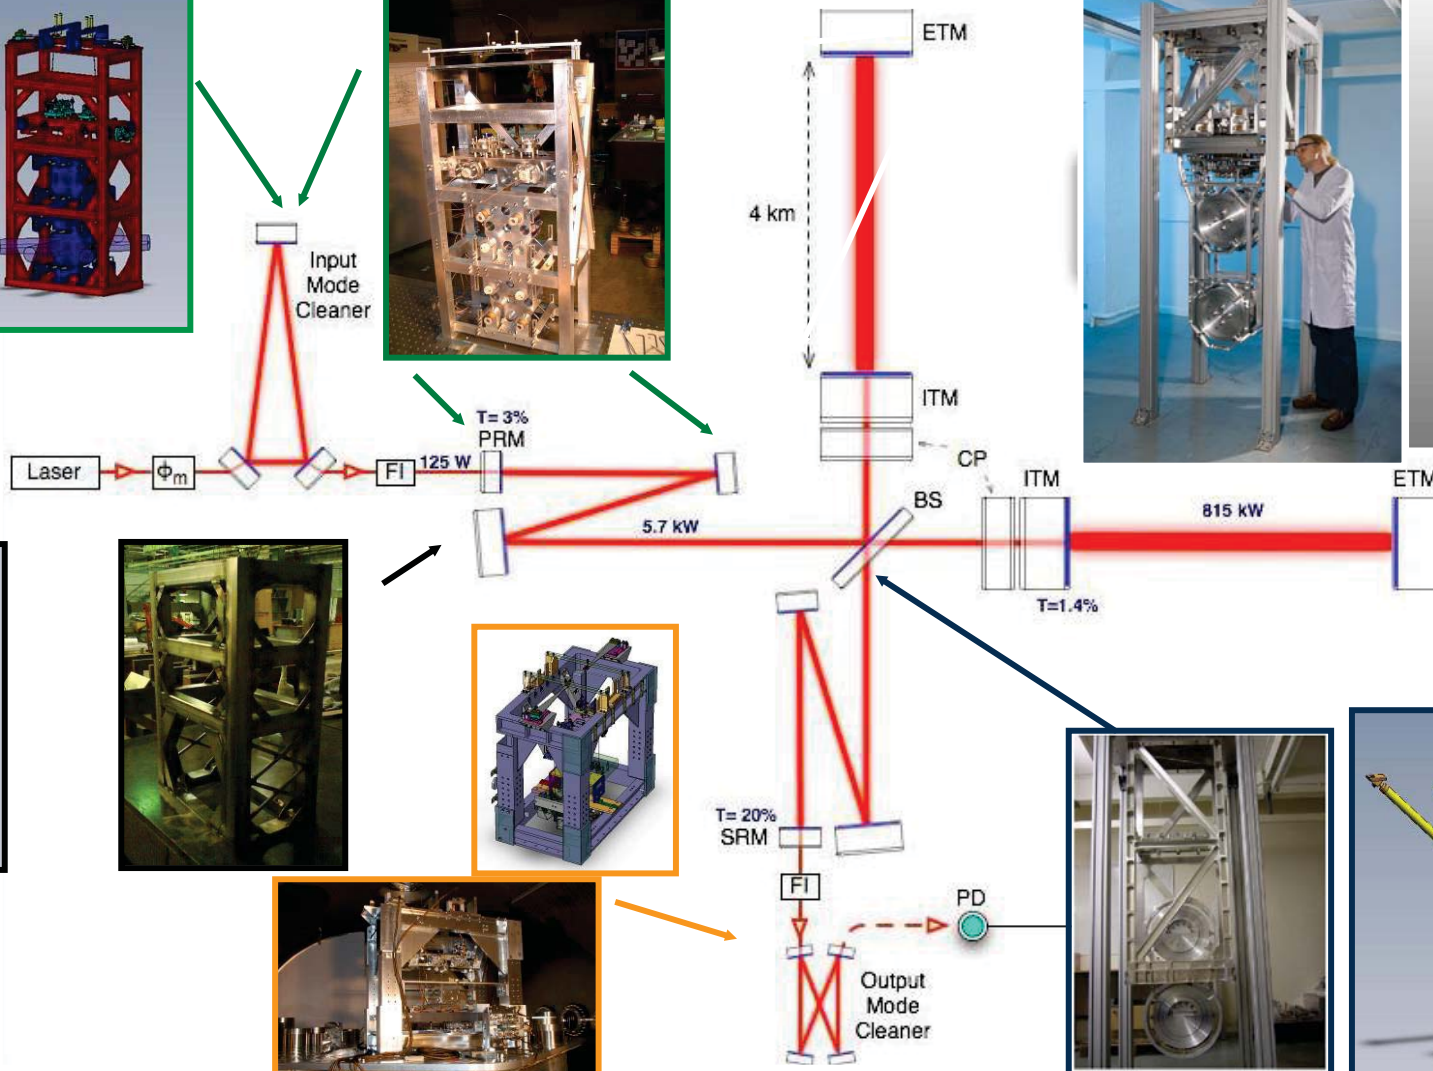 ETM
4 km
Input
Mode
Cleaner
ITM
T= 3%
PRM
CP
ITM
ETM
Laser
ϕm
FI
125 W
BS
5.7 kW
815 kW
T=1.4%
T= 20%
SRM
FI
PD
Output
Mode
Cleaner